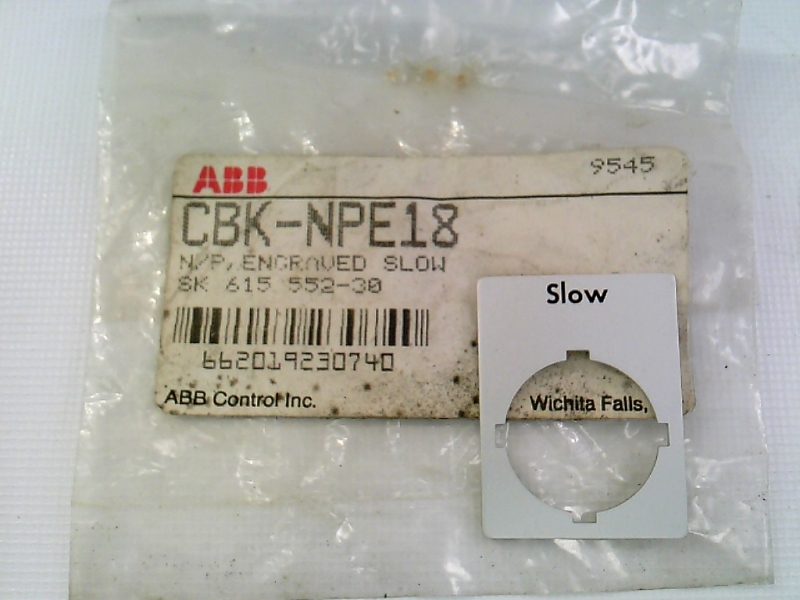 ABB
9545
CBK-NPE18
N/P, ENGRAVED SLOW
SK 615 552-30
Slow
662019230740
ABB Control Inc.
Wichita Falls,